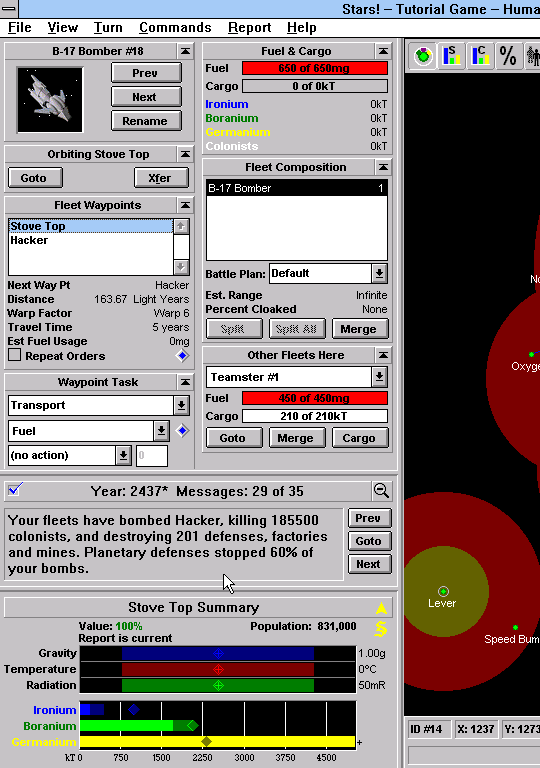 Stars! – Tutorial Game – Huma
File View Turn Commands Report Help
B-17 Bomber #18
Prev
Next
Rename
Orbiting Stove Top
Goto Xfer
Fleet Waypoints
Stove Top
Hacker
Next Way Pt Hacker
Distance 163.67 Light Years
Warp Factor Warp 6
Travel Time 5 years
Est Fuel Usage 0mg
Repeat Orders
Waypoint Task
Transport
Fuel
(no action) 0
Fuel & Cargo
Fuel 650 of 650mg
Cargo 0 of 0kT
Ironium 0kT
Boranium 0kT
Germanium 0kT
Colonists 0kT
Fleet Composition
B-17 Bomber 1
Battle Plan: Default
Est. Range Infinite
Percent Cloaked None
Split Split All Merge
Other Fleets Here
Teamster #1
Fuel 450 of 450mg
Cargo 210 of 210kT
Goto Merge Cargo
Year: 2437* Messages: 29 of 35
Your fleets have bombed Hacker, killing 185500
colonists, and destroying 201 defenses, factories
and mines. Planetary defenses stopped 60% of
your bombs.
Prev
Goto
Next
Stove Top Summary
Value: 100% Population: 831,000
Report is current
Gravity 1.00g
Temperature 0°C
Radiation 50mR
Ironium
Boranium
Germanium +
kT 0 750 1500 2250 3000 3750 4500
S C %
No
Oxyge
Lever
Speed Bum
ID #14 X: 1237 Y: 1273